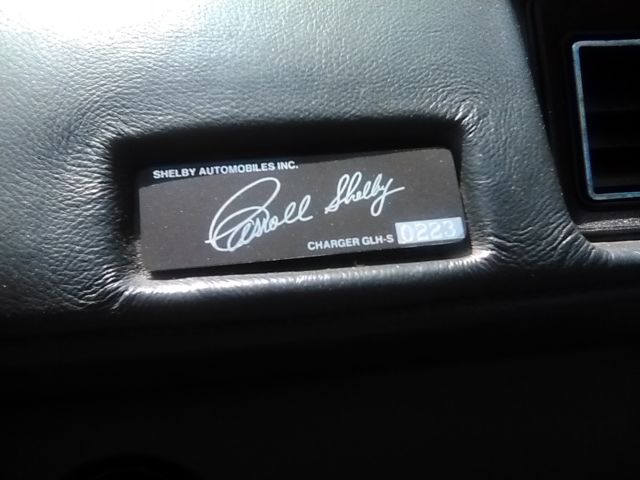 SHELBY AUTOMOBILES INC.
Carroll Shelby
CHARGER GLH-S 0223